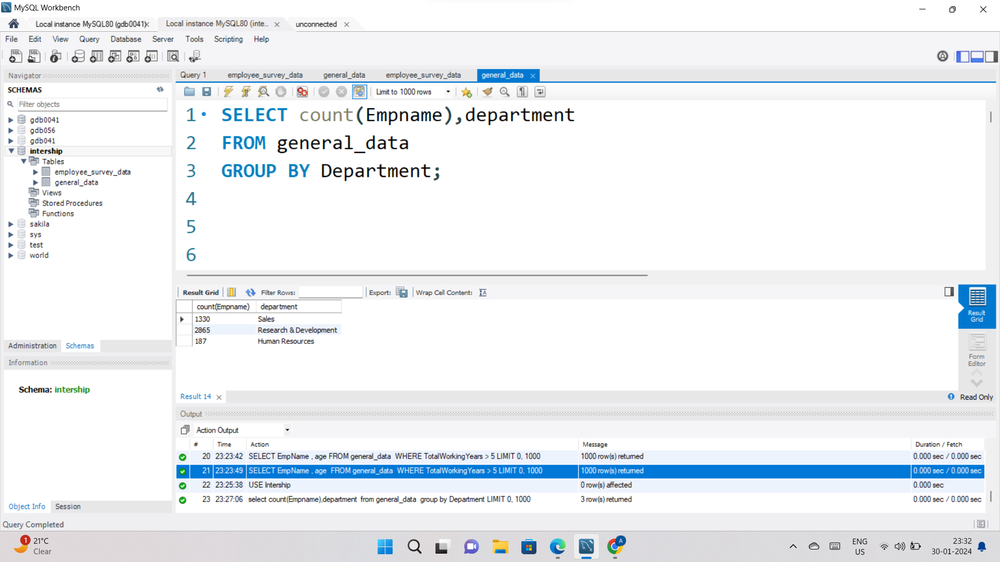 MySQL Workbench
Local instance MySQL80 (gdb0041) Local instance MySQL80 (inte... unconnected
File Edit View Query Database Server Tools Scripting Help
Navigator
SCHEMAS
Filter objects
gdb0041
gdb056
gdb041
intership
Tables
employee_survey_data
general_data
Views
Stored Procedures
Functions
sakila
sys
test
world
Administration Schemas
Information
Schema: intership
Object Info Session
Query Completed
Query 1 employee_survey_data general_data employee_survey_data general_data
Limit to 1000 rows
1 SELECT count(Empname),department
2 FROM general_data
3 GROUP BY Department;
4
5
6
Result Grid Filter Rows: Export: Wrap Cell Content:
count(Empname) department
1330 Sales
2865 Research & Development
187 Human Resources
Result Grid
Form Editor
Result 14
Read Only
Output
Action Output
# Time Action Message Duration / Fetch
20 23:23:42 SELECT EmpName , age FROM general_data WHERE TotalWorkingYears > 5 LIMIT 0, 1000 1000 row(s) returned 0.000 sec / 0.000 sec
21 23:23:49 SELECT EmpName , age FROM general_data WHERE TotalWorkingYears > 5 LIMIT 0, 1000 1000 row(s) returned 0.000 sec / 0.000 sec
22 23:25:38 USE Intership 0 row(s) affected 0.000 sec
23 23:27:06 select count(Empname),department from general_data group by Department LIMIT 0, 1000 3 row(s) returned 0.000 sec / 0.000 sec
1
21°C
Clear
A
ENG
US
23:32
30-01-2024